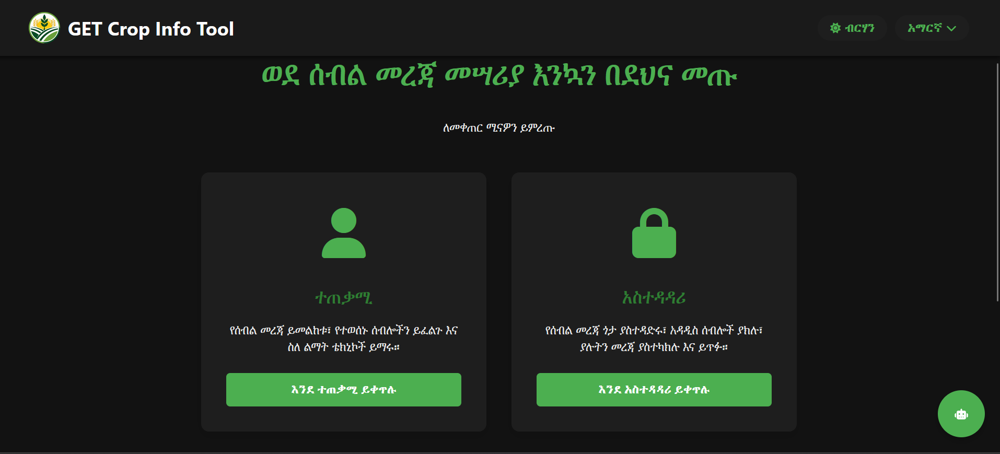 GET Crop Info Tool
ብርሃን
አማርኛ
ወደ ሰብል መረጃ መሣሪያ እንኳን በደህና መጡ
ለመቀጠር ሚናዎን ይምረጡ
ተጠቃሚ
የሰብል መረጃ ይመልከቱ፣ የተወሰኑ ሰብሎችን ይፈልጉ እና
ስለ ልማት ቴክኒኮች ይማሩ።
እንደ ተጠቃሚ ይቀጥሉ
አስተዳዳሪ
የሰብል መረጃ ጎታ ያስተዳድሩ፣ አዳዲስ ሰብሎች ያክሉ፣
ያሉትን መረጃ ያስተካክሉ እና ይጥፉ።
እንደ አስተዳዳሪ ይቀጥሉ